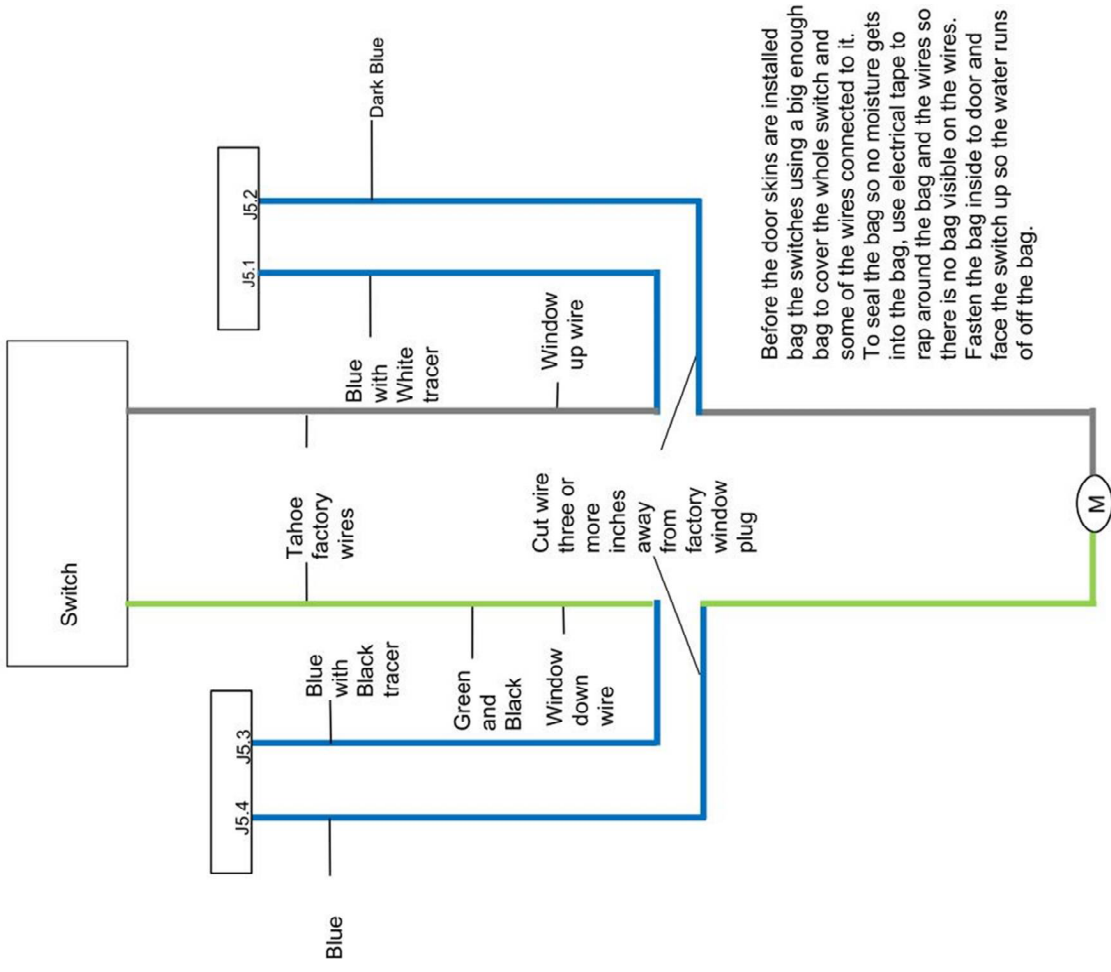 Switch
J5.1
J5.2
J5.3
J5.4
Dark Blue
Blue
with
White
tracer
Window
up wire
Tahoe
factory
wires
Cut wire
three or
more
inches
away
from
factory
window
plug
Blue
with
Black
tracer
Green
and
Black
Window
down
wire
Blue
M
Before the door skins are installed
bag the switches using a big enough
bag to cover the whole switch and
some of the wires connected to it.
To seal the bag so no moisture gets
into the bag, use electrical tape to
rap around the bag and the wires so
there is no bag visible on the wires.
Fasten the bag inside to door and
face the switch up so the water runs
of off the bag.